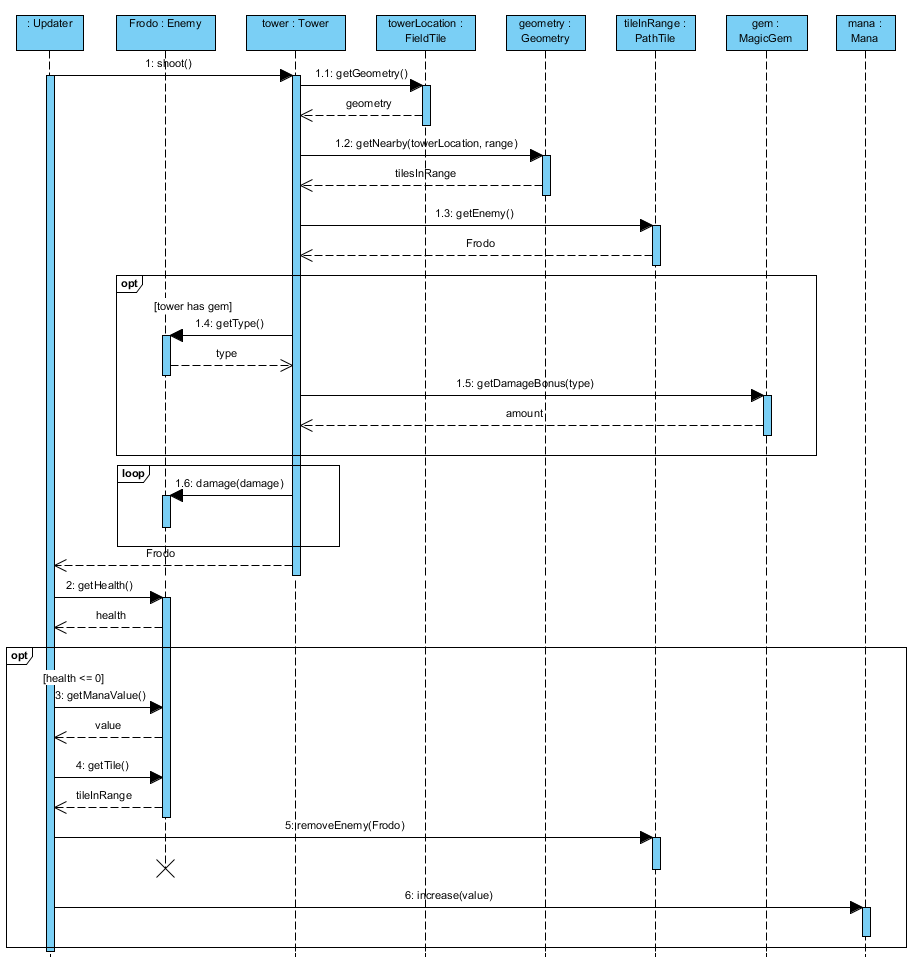 : Updater
Frodo : Enemy
tower : Tower
towerLocation :
FieldTile
geometry :
Geometry
tileInRange :
PathTile
gem :
MagicGem
mana :
Mana
1: shoot()
1.1: getGeometry()
geometry
1.2: getNearby(towerLocation, range)
tilesInRange
1.3: getEnemy()
Frodo
opt
[tower has gem]
1.4: getType()
type
1.5: getDamageBonus(type)
amount
loop
1.6: damage(damage)
Frodo
2: getHealth()
health
opt
[health <= 0]
3: getManaValue()
value
4: getTile()
tileInRange
5: removeEnemy(Frodo)
6: increase(value)